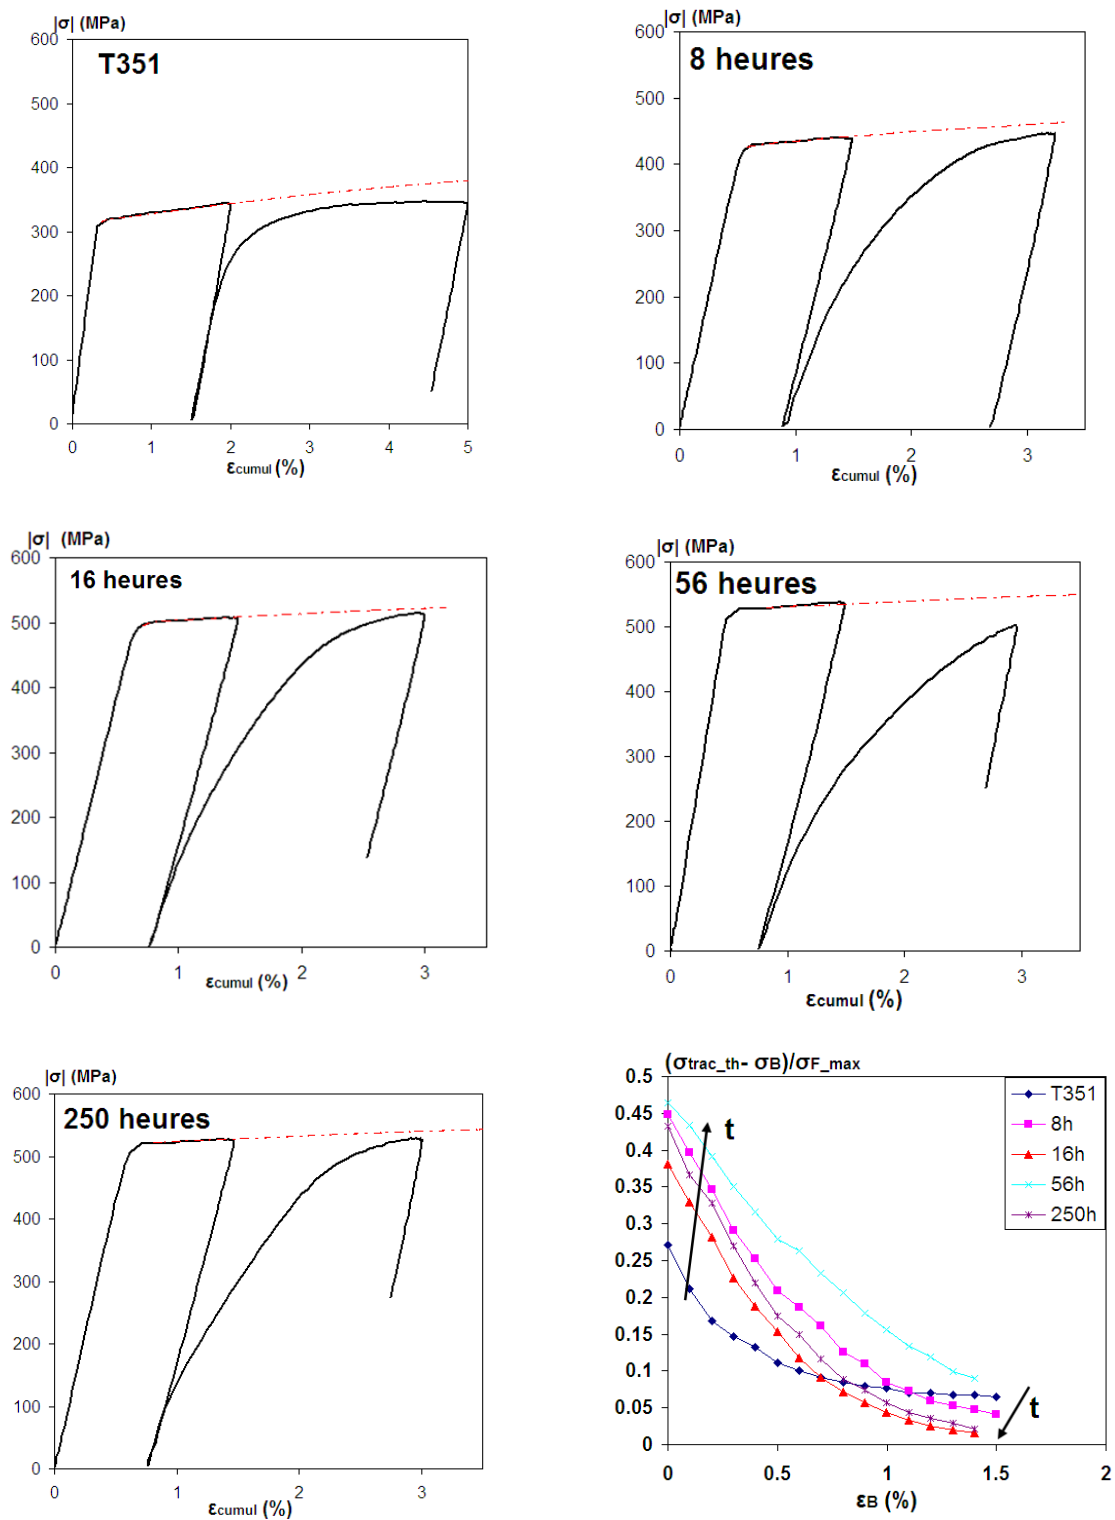 |σ| (MPa)
T351
600
500
400
300
200
100
0
0 1 2 3 4 5
εcumul (%)
|σ| (MPa)
8 heures
600
500
400
300
200
100
0
0 1 2 3
εcumul (%)
|σ| (MPa)
16 heures
600
500
400
300
200
100
0
0 1 2 3
εcumul (%)
|σ| (MPa)
56 heures
600
500
400
300
200
100
0
0 1 2 3
εcumul (%)
|σ| (MPa)
250 heures
600
500
400
300
200
100
0
0 1 2 3
εcumul (%)
(σtrac_th- σB)/σF_max
0.5
0.45
0.4
0.35
0.3
0.25
0.2
0.15
0.1
0.05
0
t
t
T351
8h
16h
56h
250h
0 0.5 1 1.5 2
εB (%)